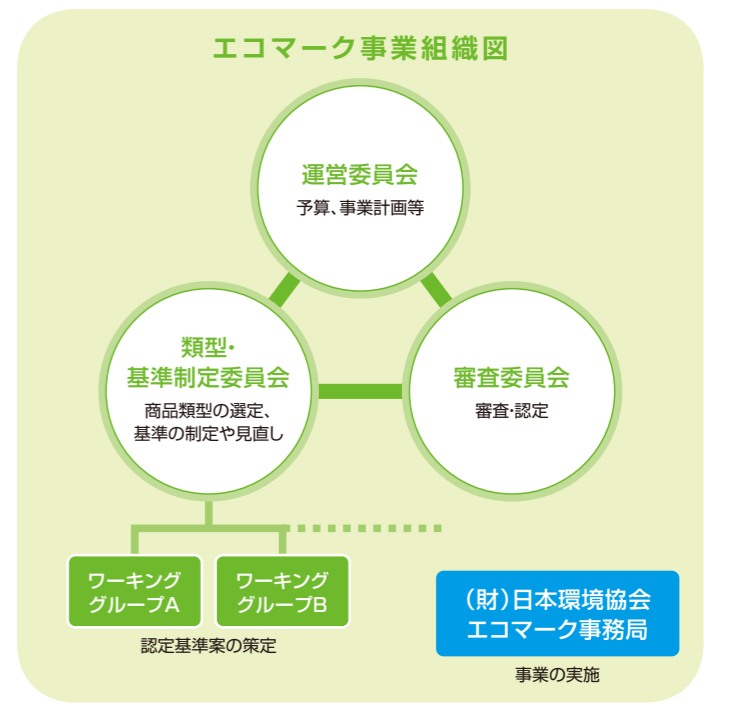 エコマーク事業組織図
運営委員会
予算、事業計画等
類型・
基準制定委員会
商品類型の選定、
基準の制定や見直し
審査委員会
審査・認定
ワーキング
グループA
ワーキング
グループB
認定基準案の策定
(財)日本環境協会
エコマーク事務局
事業の実施